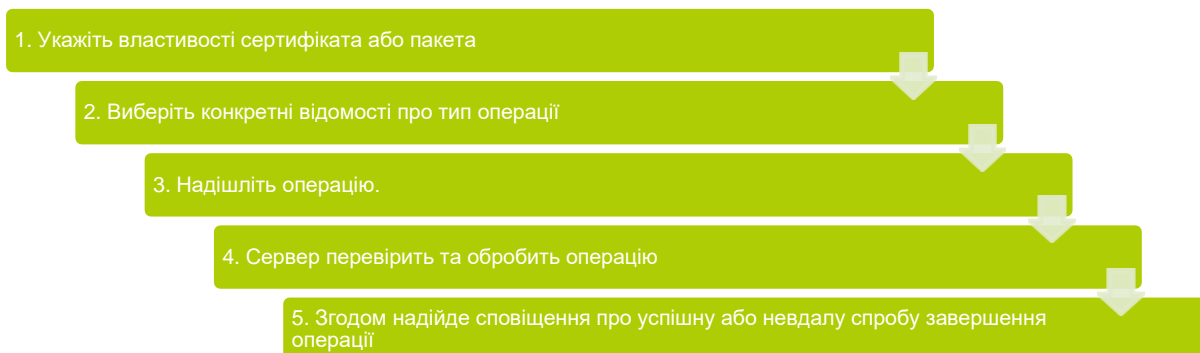 1. Укажіть властивості сертифіката або пакета
2. Виберіть конкретні відомості про тип операції
3. Надішліть операцію.
4. Сервер перевірить та обробить операцію
5. Згодом надійде сповіщення про успішну або невдалу спробу завершення
операції